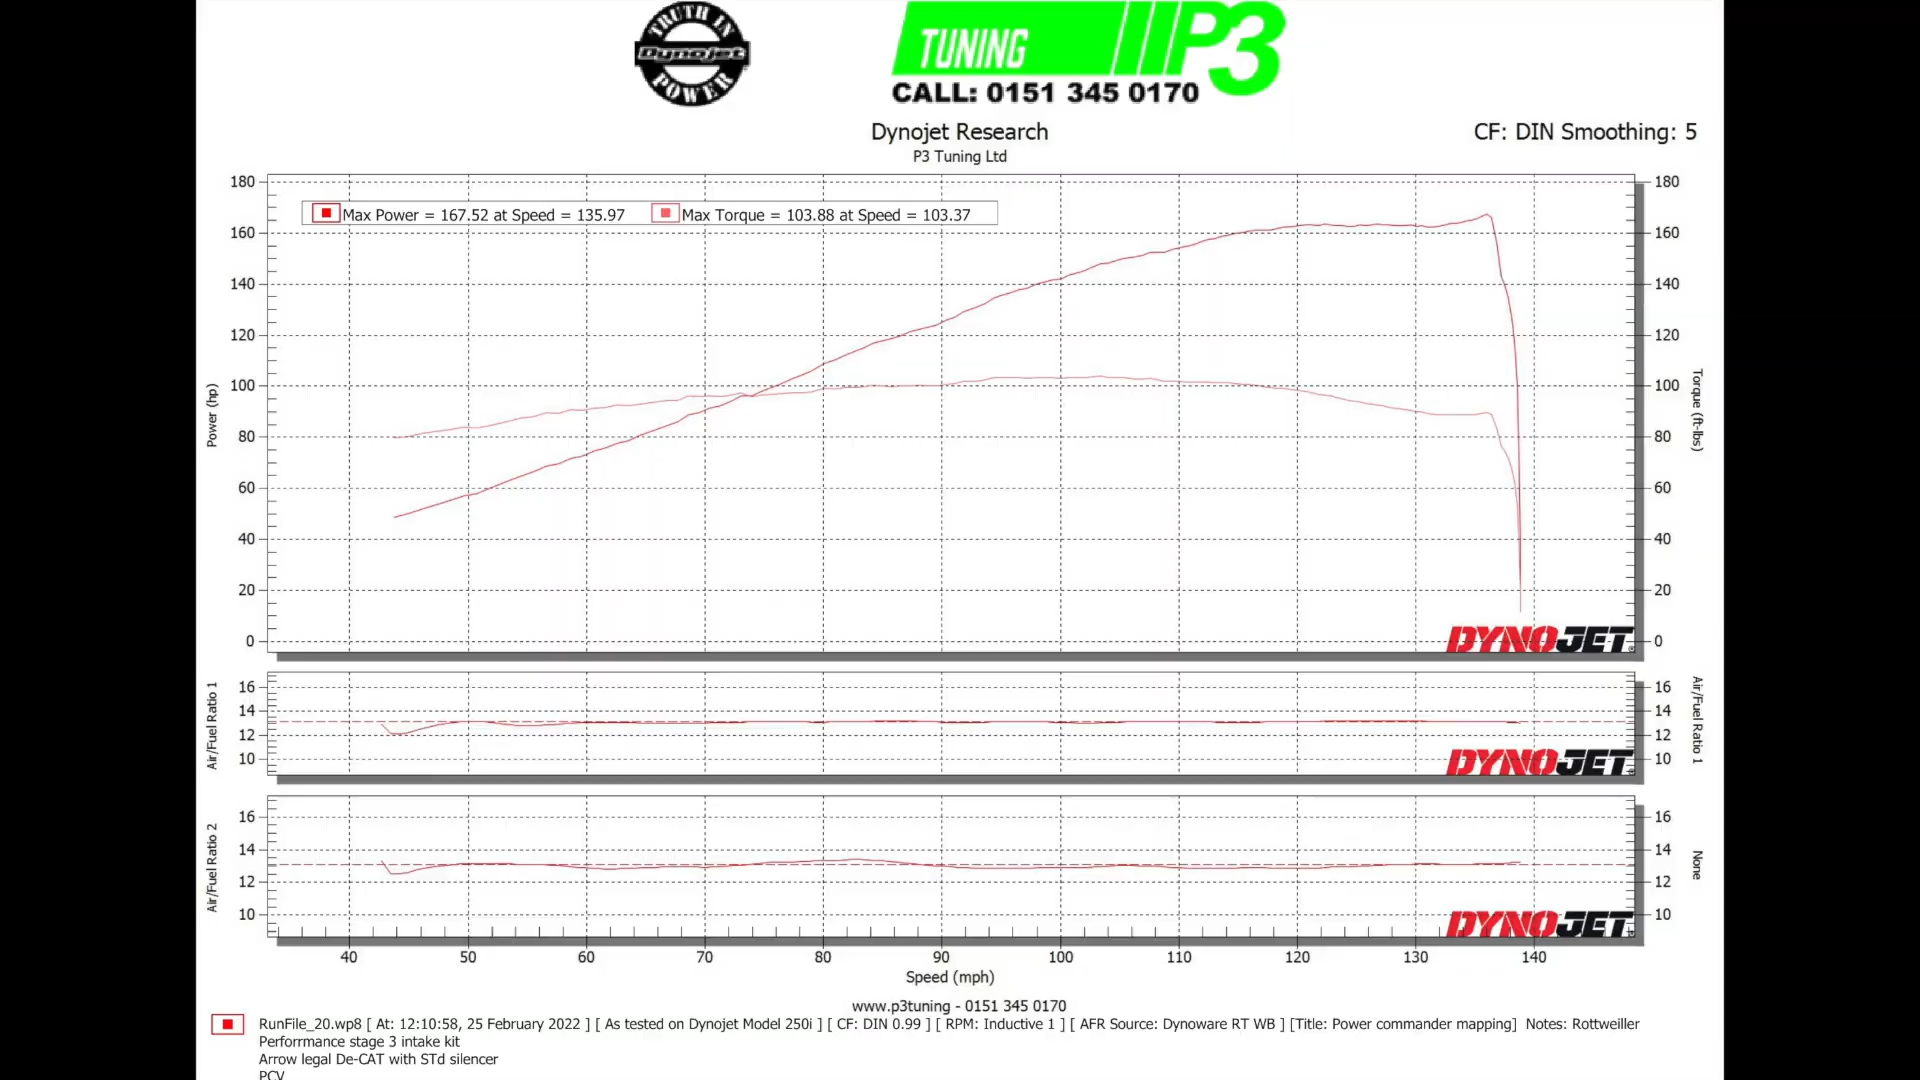 TRUTH IN
Dynojet
POWER
TUNING P3
CALL: 0151 345 0170
Dynojet Research
CF: DIN Smoothing: 5
P3 Tuning Ltd
Max Power = 167.52 at Speed = 135.97
Max Torque = 103.88 at Speed = 103.37
180
160
140
120
100
80
60
40
20
0
Power (hp)
180
160
140
120
100
80
60
40
20
0
Torque (ft-lbs)
DYNOJET
16
14
12
10
Air/Fuel Ratio 1
16
14
12
10
Air/Fuel Ratio 1
DYNOJET
16
14
12
10
Air/Fuel Ratio 2
16
14
12
10
None
DYNOJET
40 50 60 70 80 90 100 110 120 130 140
Speed (mph)
www.p3tuning - 0151 345 0170
RunFile_20.wp8 [ At: 12:10:58, 25 February 2022 ] [ As tested on Dynojet Model 250i ] [ CF: DIN 0.99 ] [ RPM: Inductive 1 ] [ AFR Source: Dynoware RT WB ] [Title: Power commander mapping] Notes: Rottweiller
Perforrmance stage 3 intake kit
Arrow legal De-CAT with STd silencer
PCV